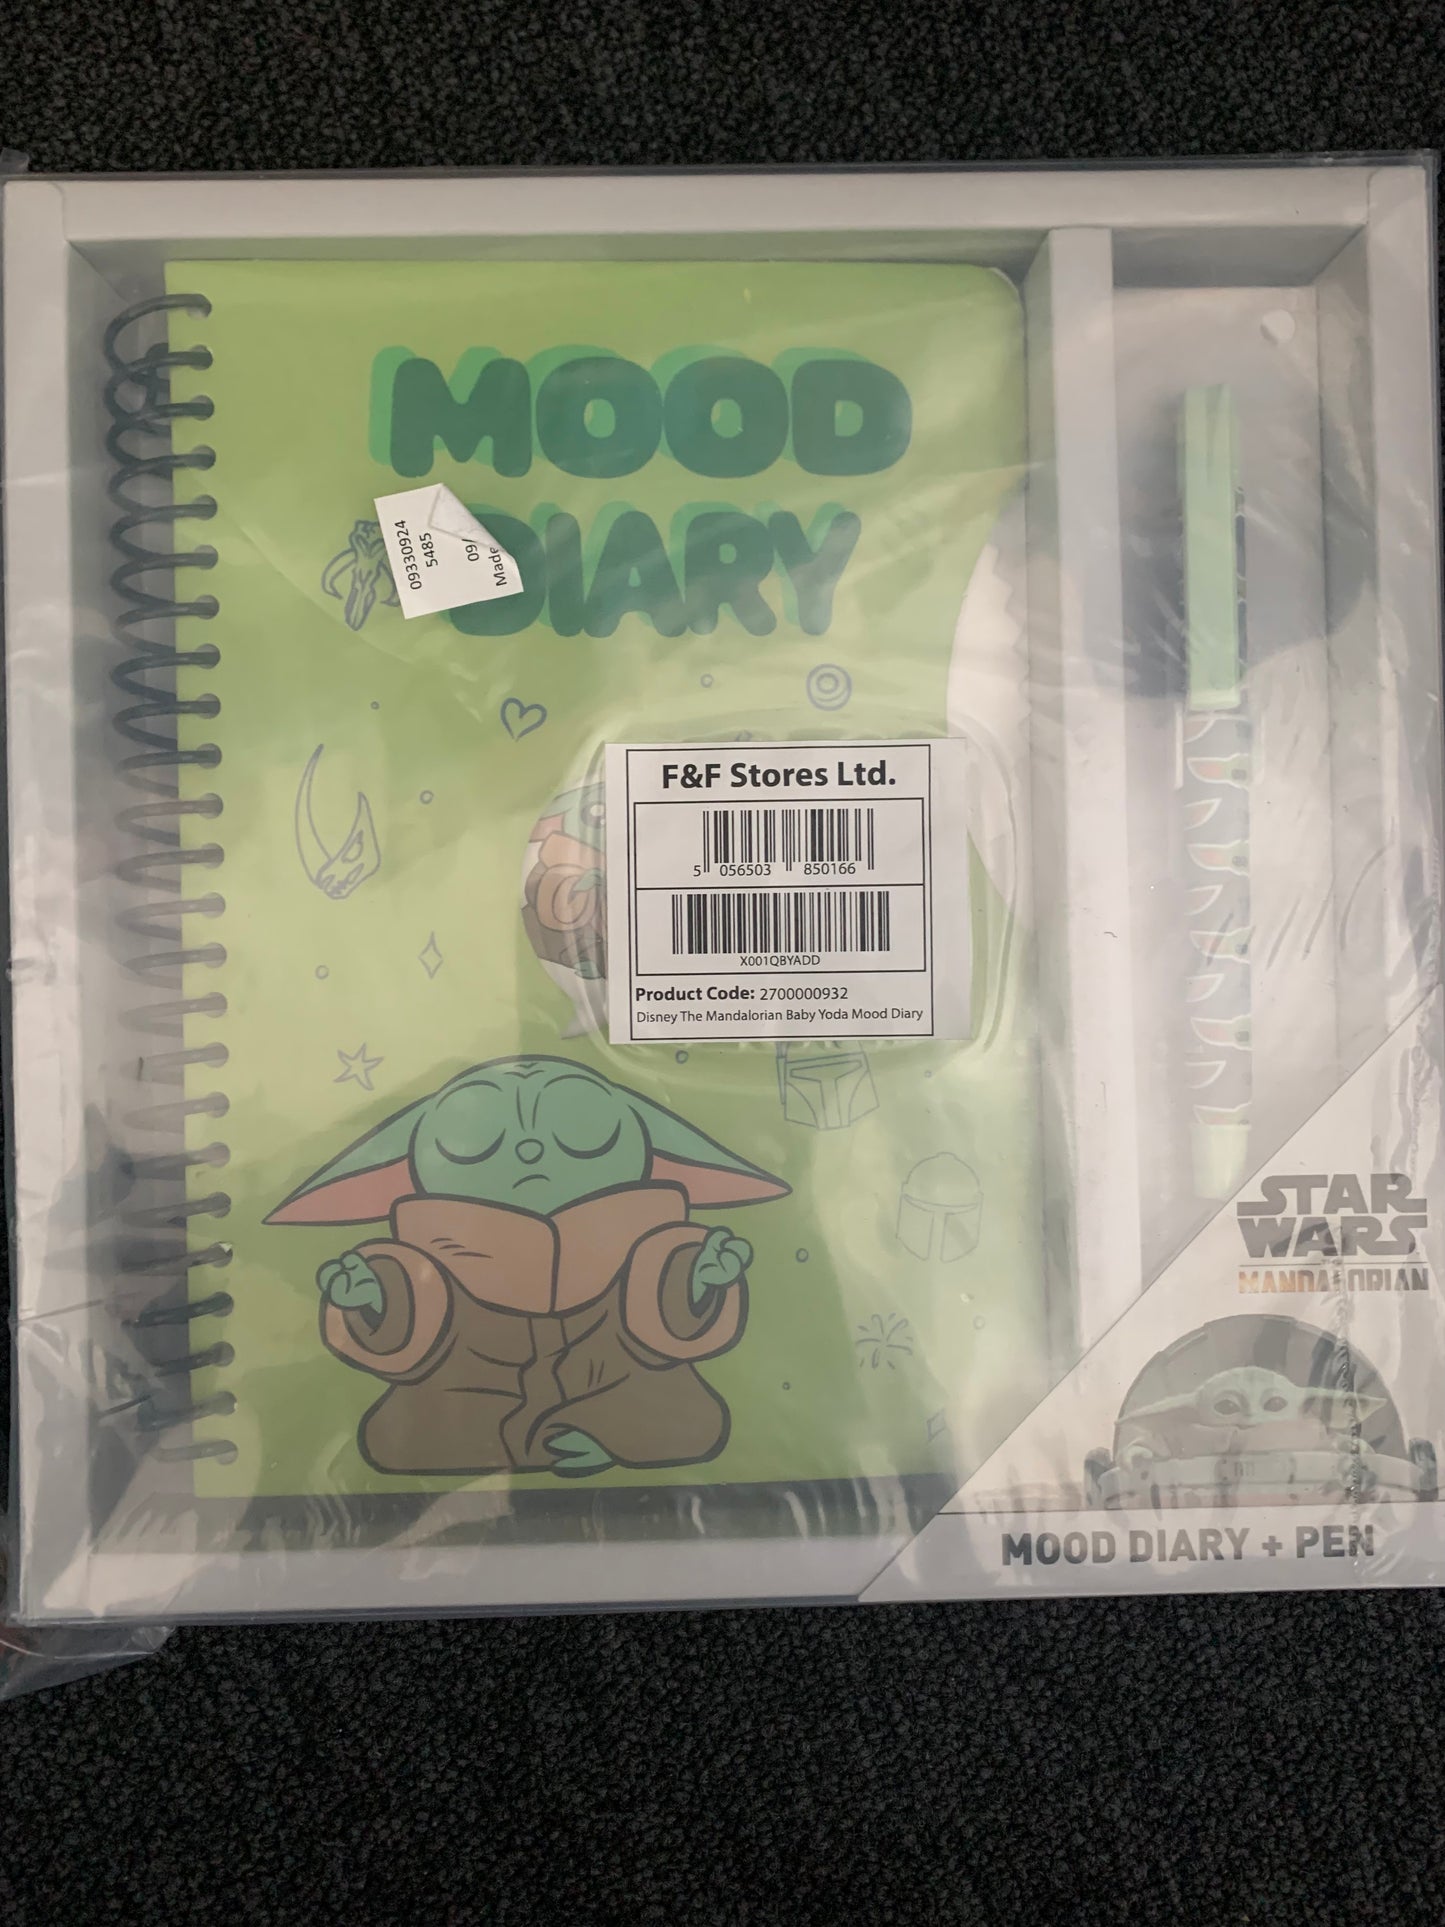 MOOD
DIARY
09330924
5485
09/
Made
F&F Stores Ltd.
5 056503 850166
X001QBYADD
Product Code: 2700000932
Disney The Mandalorian Baby Yoda Mood Diary
STAR
WARS
MANDALORIAN
MOOD DIARY + PEN